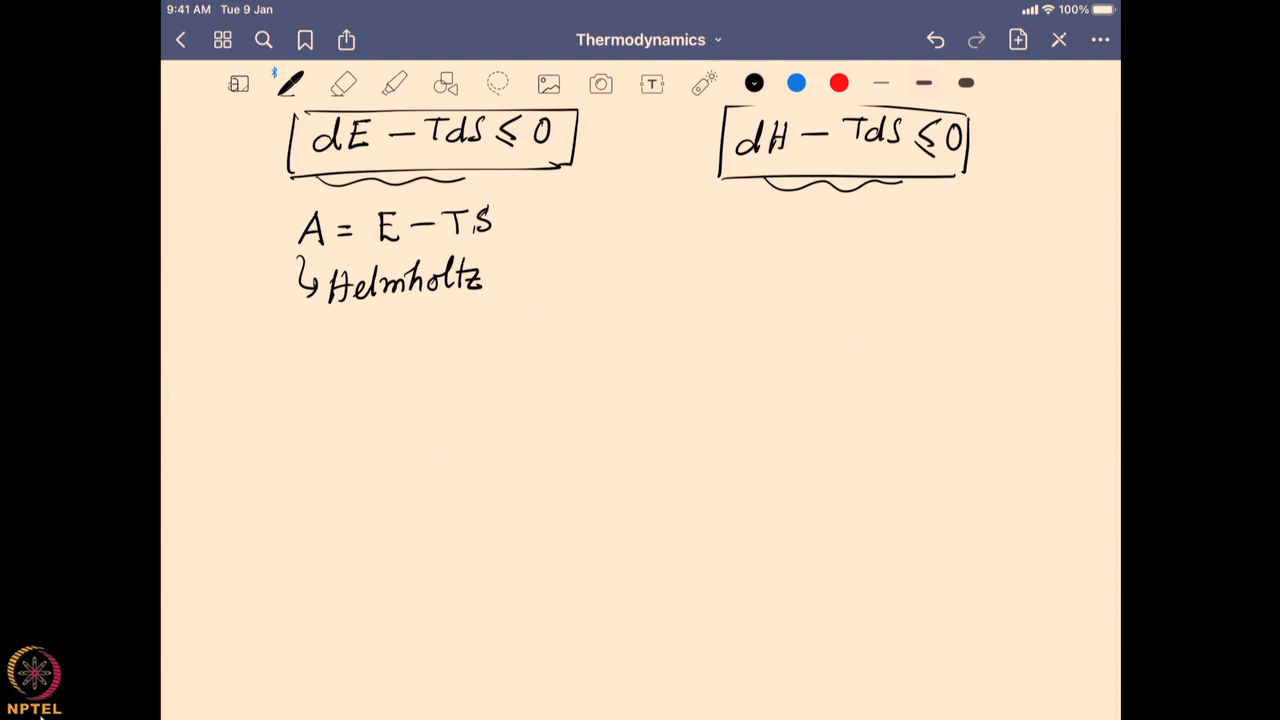 9:41 AM Tue 9 Jan
100%
Thermodynamics
T
dE − TdS ≤ 0
dH − TdS ≤ 0
A = E − TS
↳ Helmholtz
NPTEL